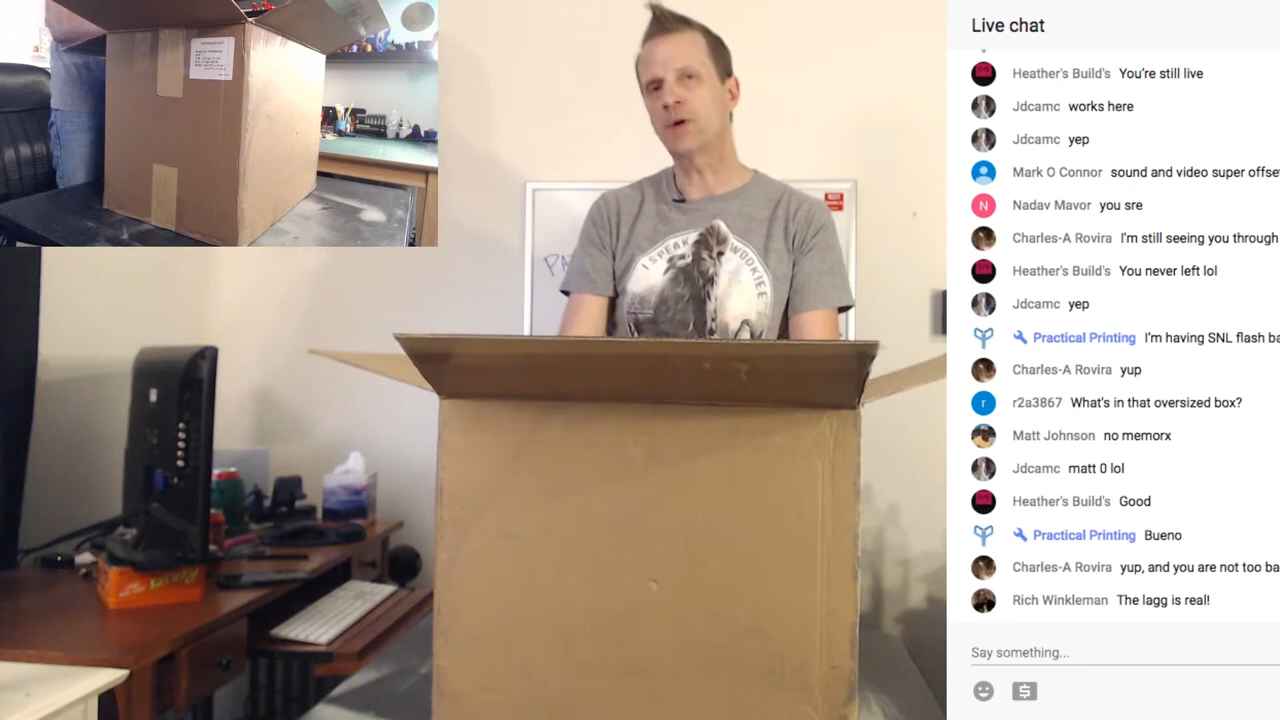 Live chat
Heather's Build's You're still live
Jdcamc works here
Jdcamc yep
Mark O Connor sound and video super offse
Nadav Mavor you sre
Charles-A Rovira I'm still seeing you through
Heather's Build's You never left lol
Jdcamc yep
Practical Printing I'm having SNL flash ba
Charles-A Rovira yup
r2a3867 What's in that oversized box?
Matt Johnson no memorx
Jdcamc matt 0 lol
Heather's Build's Good
Practical Printing Bueno
Charles-A Rovira yup, and you are not too ba
Rich Winkleman The lagg is real!
Say something...
N
r
$
I SPEAK WOOKIEE
PA